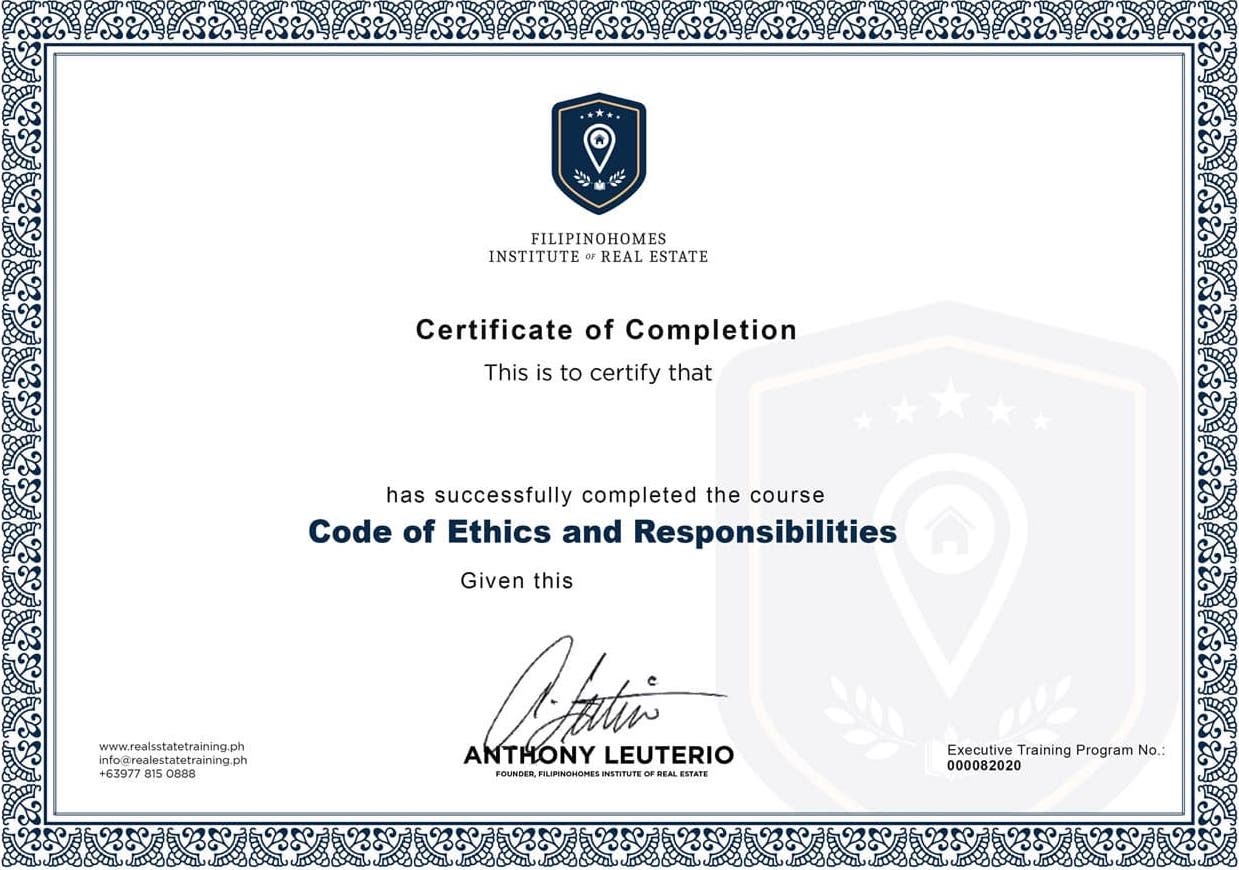 FILIPINOHOMES
INSTITUTE OF REAL ESTATE
Certificate of Completion
This is to certify that
has successfully completed the course
Code of Ethics and Responsibilities
Given this
ANTHONY LEUTERIO
FOUNDER, FILIPINOHOMES INSTITUTE OF REAL ESTATE
www.realsstatetraining.ph
info@realestatetraining.ph
+63977 815 0888
Executive Training Program No.:
000082020